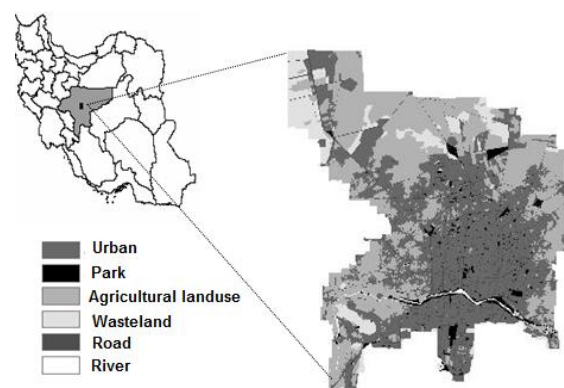 Urban
Park
Agricultural landuse
Wasteland
Road
River